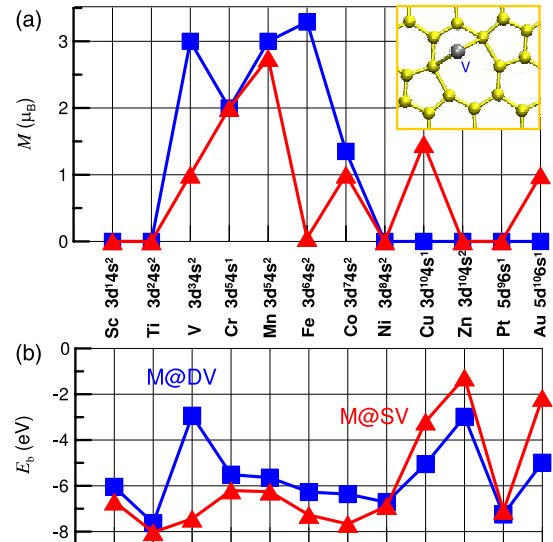 (a)
3
2
1
0
M (μB)
V
Sc 3d¹4s²
Ti 3d²4s²
V 3d³4s²
Cr 3d⁵4s¹
Mn 3d⁵4s²
Fe 3d⁶4s²
Co 3d⁷4s²
Ni 3d⁸4s²
Cu 3d¹⁰4s¹
Zn 3d¹⁰4s²
Pt 5d⁹6s¹
Au 5d¹⁰6s¹
(b)
0
-2
-4
-6
-8
Eb (eV)
M@DV
M@SV